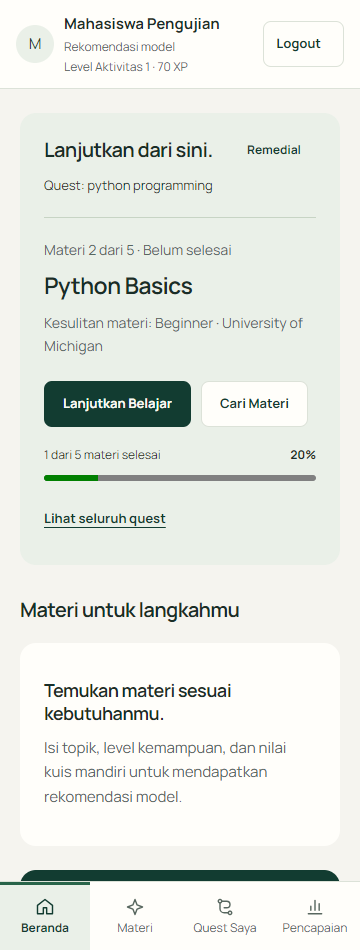 M
Mahasiswa Pengujian
Rekomendasi model
Level Aktivitas 1 · 70 XP
Logout
Lanjutkan dari sini.
Remedial
Quest: python programming
Materi 2 dari 5 · Belum selesai
Python Basics
Kesulitan materi: Beginner · University of
Michigan
Lanjutkan Belajar
Cari Materi
1 dari 5 materi selesai
20%
Lihat seluruh quest
Materi untuk langkahmu
Temukan materi sesuai
kebutuhanmu.
Isi topik, level kemampuan, dan nilai
kuis mandiri untuk mendapatkan
rekomendasi model.
Beranda
Materi
Quest Saya
Pencapaian